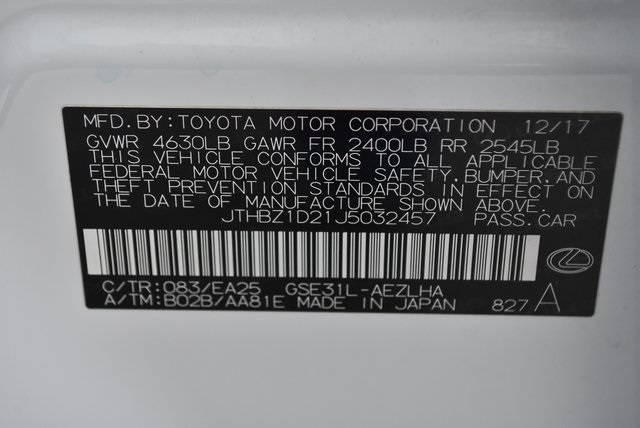 MFD.BY:TOYOTA MOTOR CORPORATION 12/17
GVWR 4630LB GAWR FR 2400LB RR 2545LB
THIS VEHICLE CONFORMS TO ALL APPLICABLE
FEDERAL MOTOR VEHICLE SAFETY,BUMPER,AND
THEFT PREVENTION STANDARDS IN EFFECT ON
THE DATE OF MANUFACTURE SHOWN ABOVE.
JTHBZ1D21J5032457 PASS.CAR
C/TR:083/EA25 GSE31L-AEZLHA
A/TM:B02B/AA81E MADE IN JAPAN 827 A